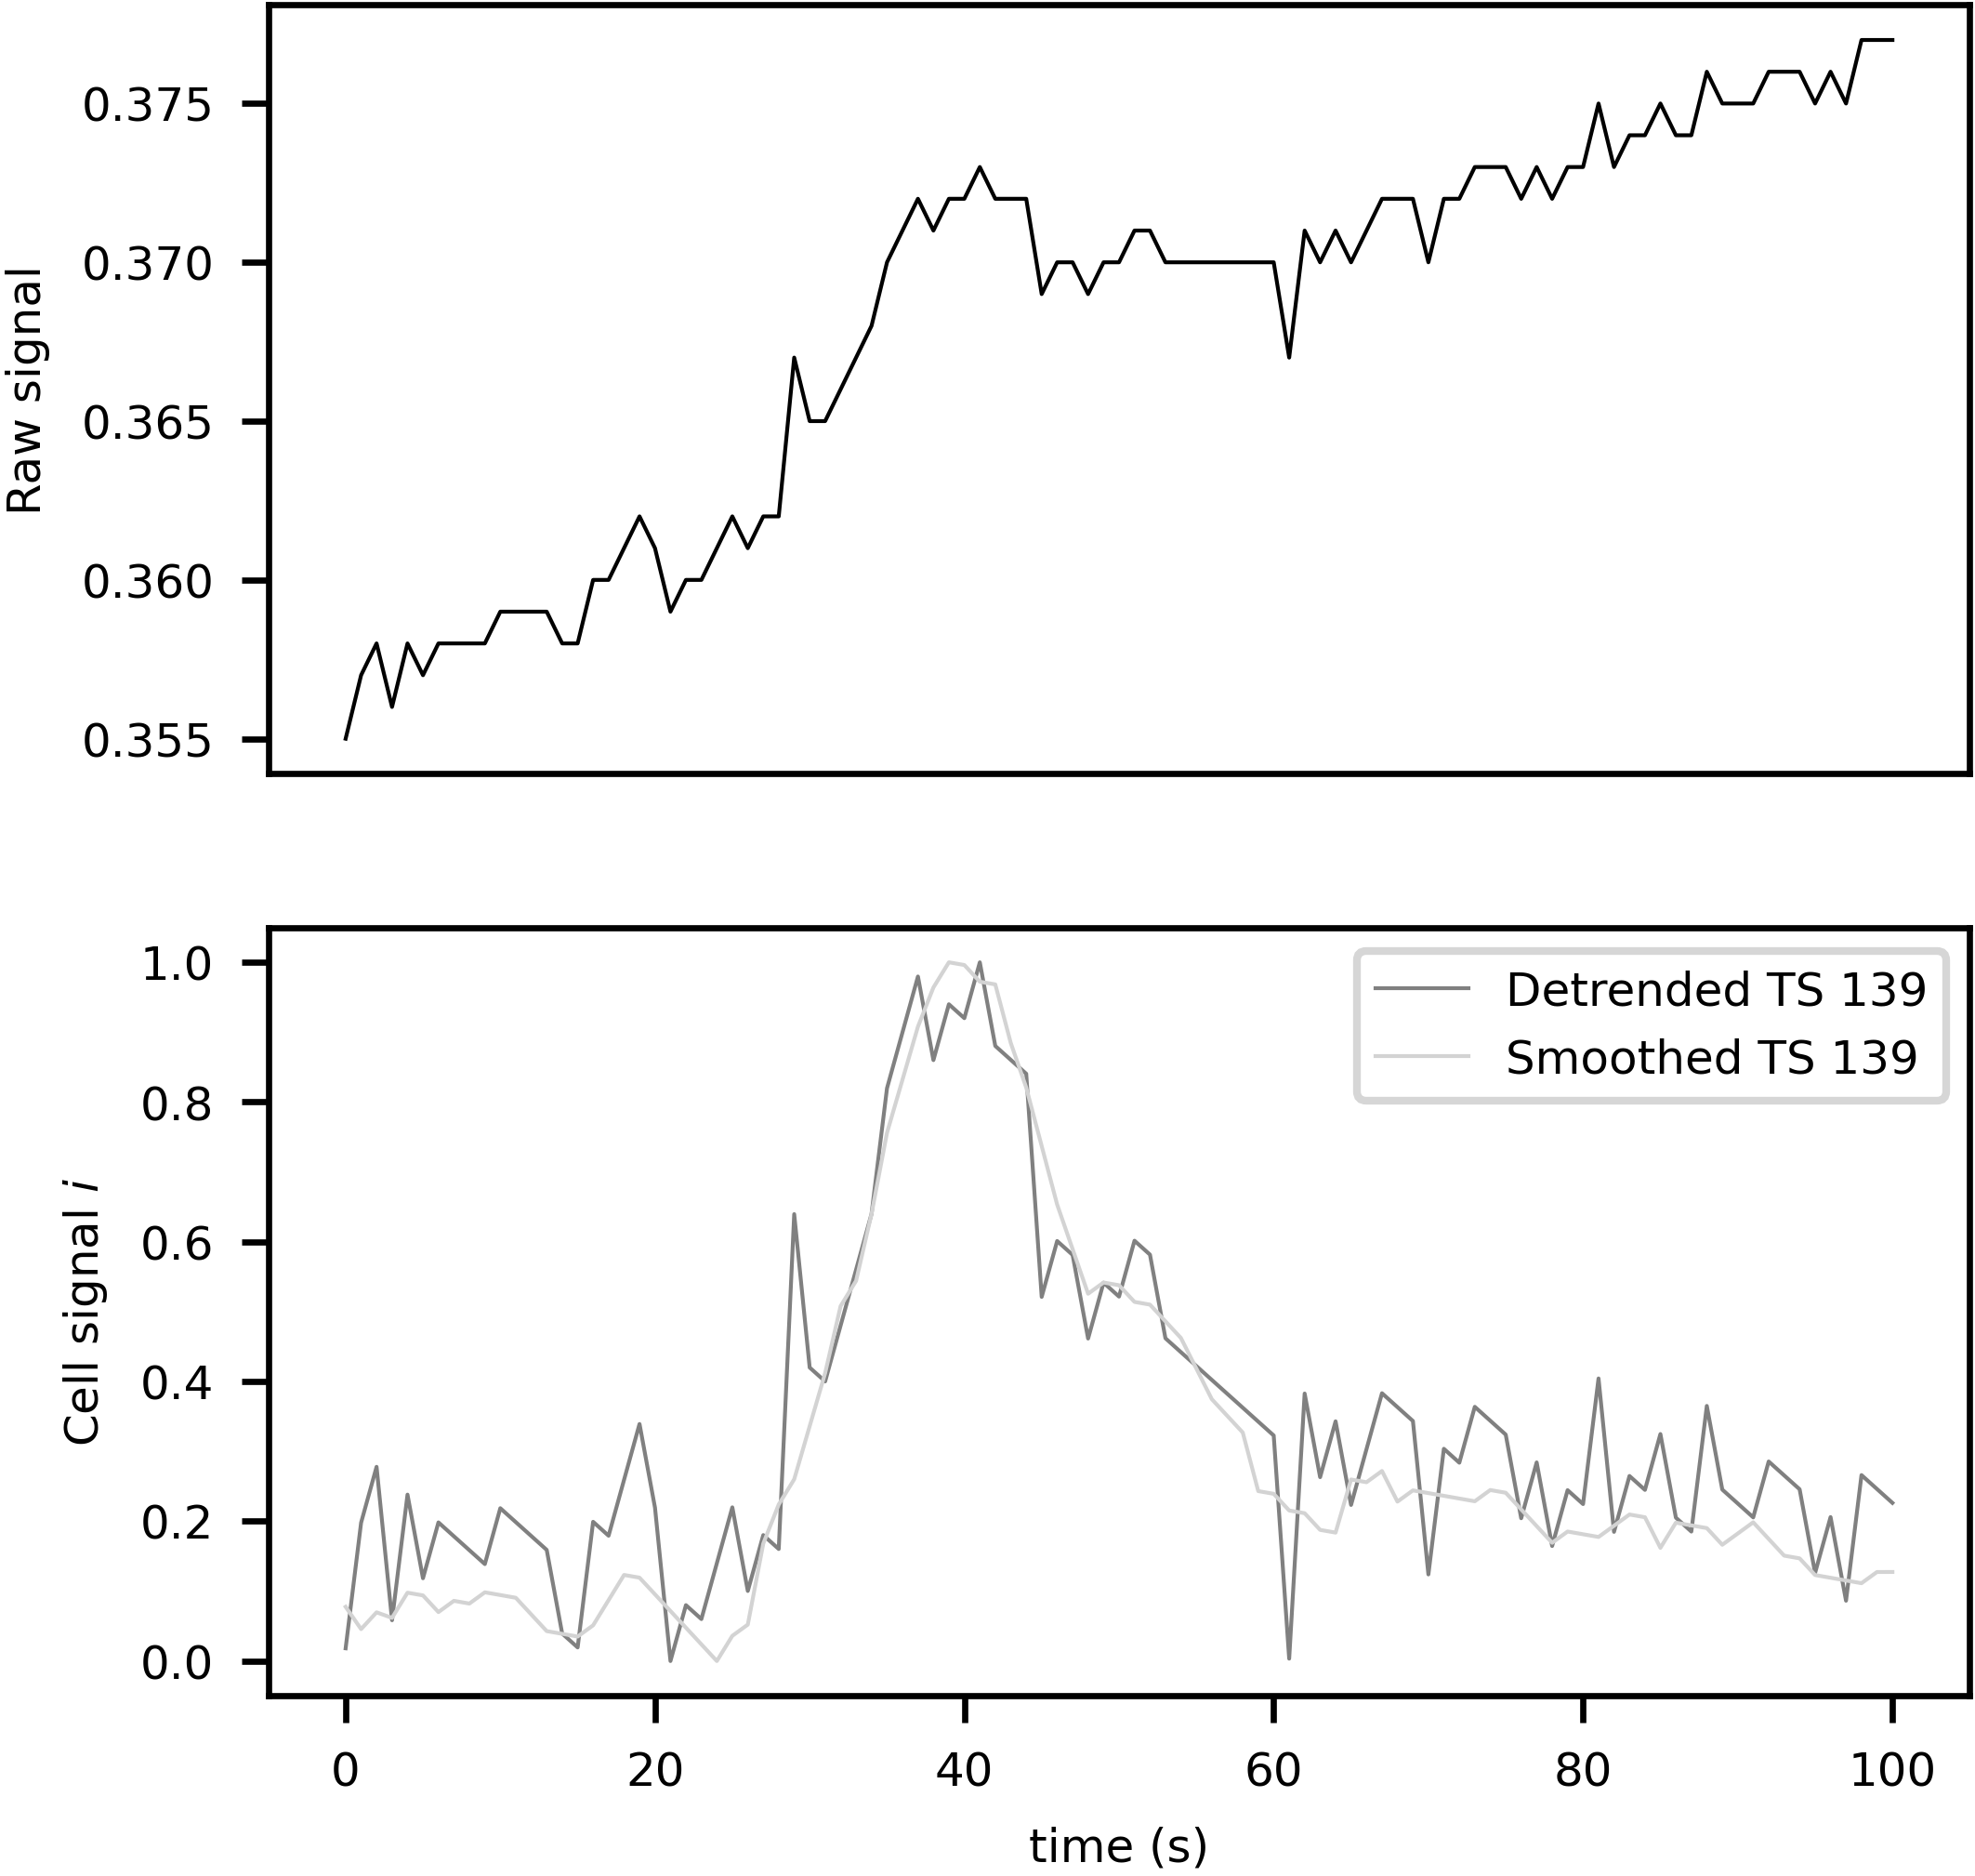 Raw signal
0.375
0.370
0.365
0.360
0.355
Cell signal i
1.0
0.8
0.6
0.4
0.2
0.0
Detrended TS 139
Smoothed TS 139
0 20 40 60 80 100
time (s)